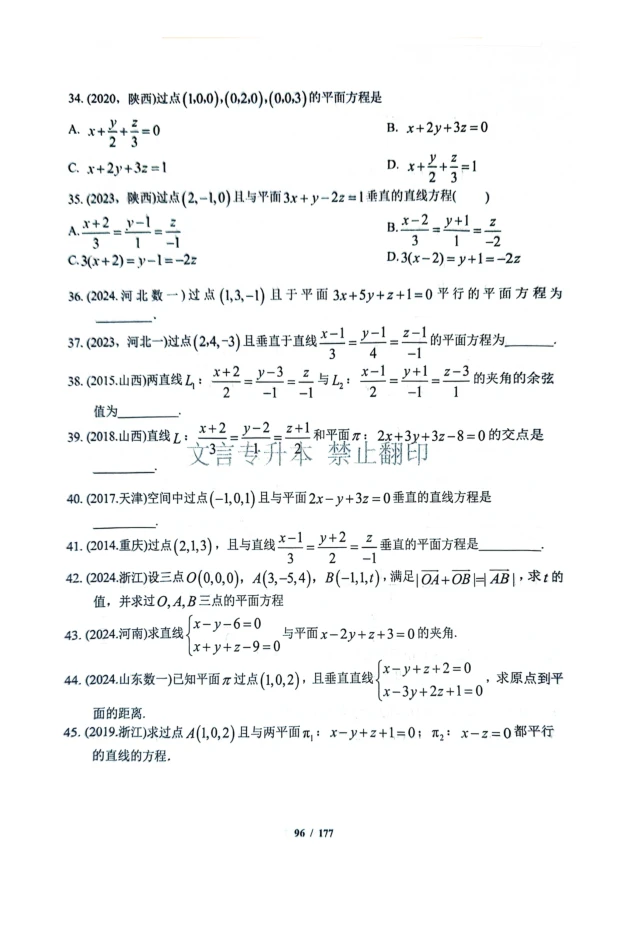 34. (2020，陕西)过点(1,0,0),(0,2,0),(0,0,3)的平面方程是
A. x+y/2+z/3=0 B. x+2y+3z=0
C. x+2y+3z=1 D. x+y/2+z/3=1
35. (2023，陕西)过点(2,-1,0)且与平面3x+y-2z=1垂直的直线方程( )
A. (x+2)/3=(y-1)/1=z/-1 B. (x-2)/3=(y+1)/1=z/-2
C.3(x+2)=y-1=-2z D.3(x-2)=y+1=-2z
36. (2024.河北数一)过点(1,3,-1)且于平面3x+5y+z+1=0平行的平面方程为
________.
37. (2023，河北一)过点(2,4,-3)且垂直于直线(x-1)/3=(y-1)/4=(z-1)/-1的平面方程为________.
38. (2015.山西)两直线L₁：(x+2)/2=(y-3)/-1=z/-1与L₂：(x-1)/2=(y+1)/-1=(z-3)/1的夹角的余弦
值为________.
39. (2018.山西)直线L：(x+2)/3=(y-2)/1=(z+1)/2和平面π：2x+3y+3z-8=0的交点是
文言专升本 禁止翻印
________.
40. (2017.天津)空间中过点(-1,0,1)且与平面2x-y+3z=0垂直的直线方程是
________.
41. (2014.重庆)过点(2,1,3)，且与直线(x-1)/3=(y+2)/2=z/-1垂直的平面方程是________.
42. (2024.浙江)设三点O(0,0,0)，A(3,-5,4)，B(-1,1,t)，满足|OA+OB|=|AB|，求t的
值，并求过O,A,B三点的平面方程
43. (2024.河南)求直线{x-y-6=0 x+y+z-9=0与平面x-2y+z+3=0的夹角.
44. (2024.山东数一)已知平面π过点(1,0,2)，且垂直直线{x-y+z+2=0 x-3y+2z+1=0，求原点到平
面的距离.
45. (2019.浙江)求过点A(1,0,2)且与两平面π₁：x-y+z+1=0；π₂：x-z=0都平行
的直线的方程.
96 / 177